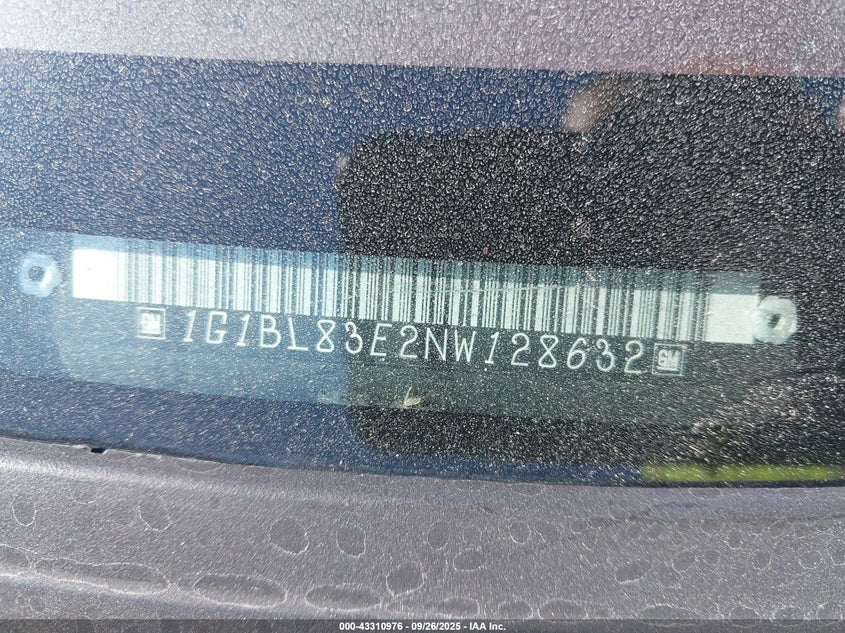 GM 1G1BL83E2NW128632 GM
000-43310976 - 09/26/2025 - IAA Inc.